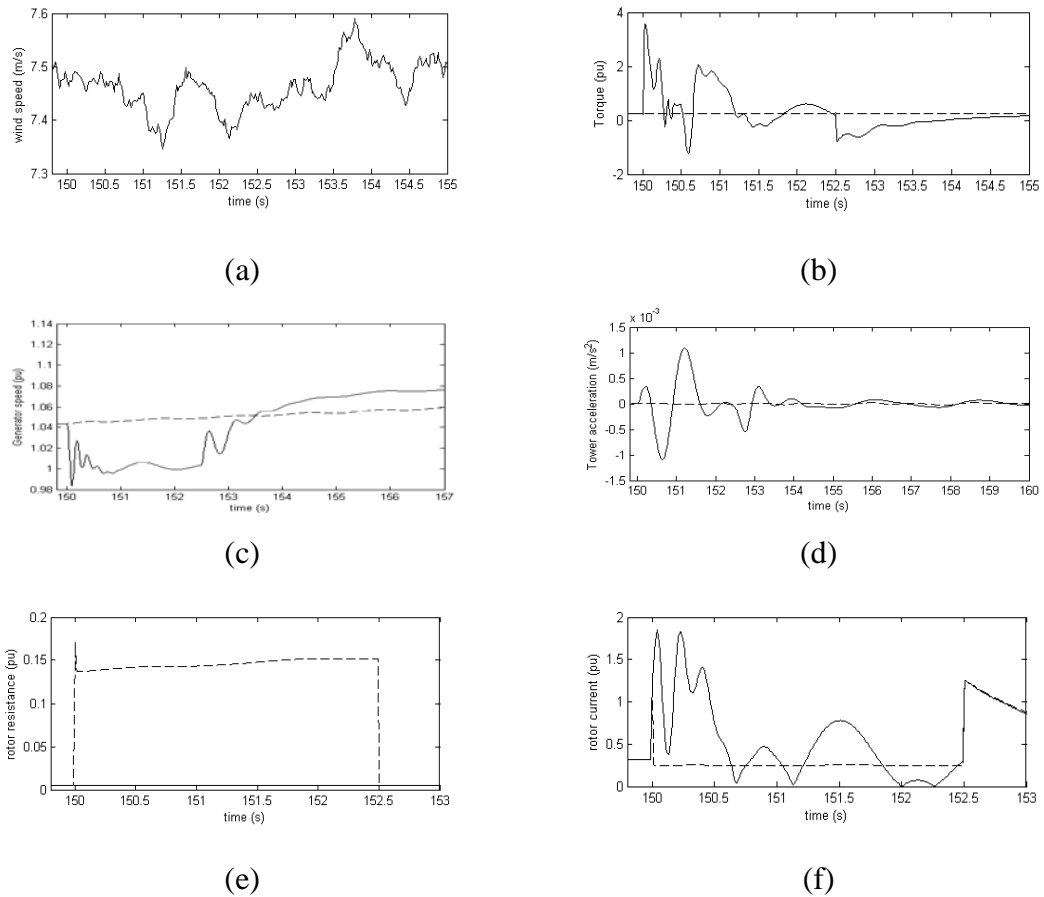 7.6
7.5
7.4
7.3
wind speed (m/s)
150 150.5 151 151.5 152 152.5 153 153.5 154 154.5 155
time (s)
(a)
4
2
0
-2
Torque (pu)
150 150.5 151 151.5 152 152.5 153 153.5 154 154.5 155
time (s)
(b)
1.14
1.12
1.1
1.08
1.06
1.04
1.02
1
0.98
Generator speed (pu)
150 151 152 153 154 155 156 157
time (s)
(c)
x 10⁻³
1.5
1
0.5
0
-0.5
-1
-1.5
Tower acceleration (m/s²)
150 151 152 153 154 155 156 157 158 159 160
time (s)
(d)
0.2
0.15
0.1
0.05
0
rotor resistance (pu)
150 150.5 151 151.5 152 152.5 153
time (s)
(e)
2
1.5
1
0.5
0
rotor current (pu)
150 150.5 151 151.5 152 152.5 153
time (s)
(f)